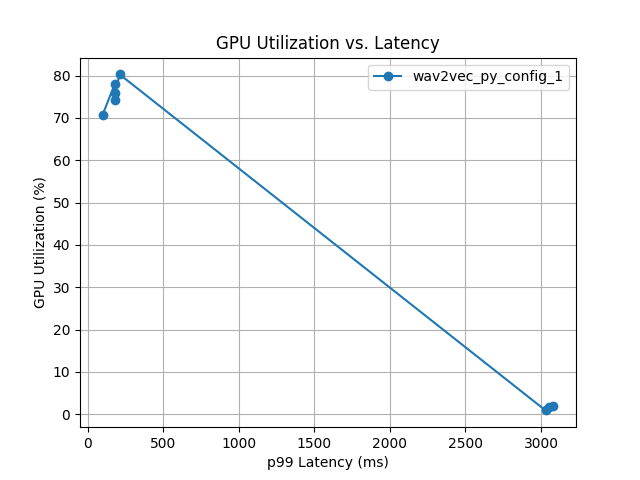 GPU Utilization vs. Latency
wav2vec_py_config_1
80
70
60
50
40
30
20
10
0
GPU Utilization (%)
0 500 1000 1500 2000 2500 3000
p99 Latency (ms)